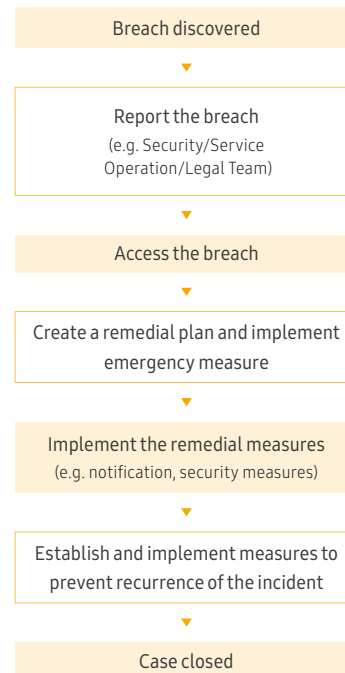 Breach discovered
Report the breach
(e.g. Security/Service
Operation/Legal Team)
Access the breach
Create a remedial plan and implement
emergency measure
Implement the remedial measures
(e.g. notification, security measures)
Establish and implement measures to
prevent recurrence of the incident
Case closed